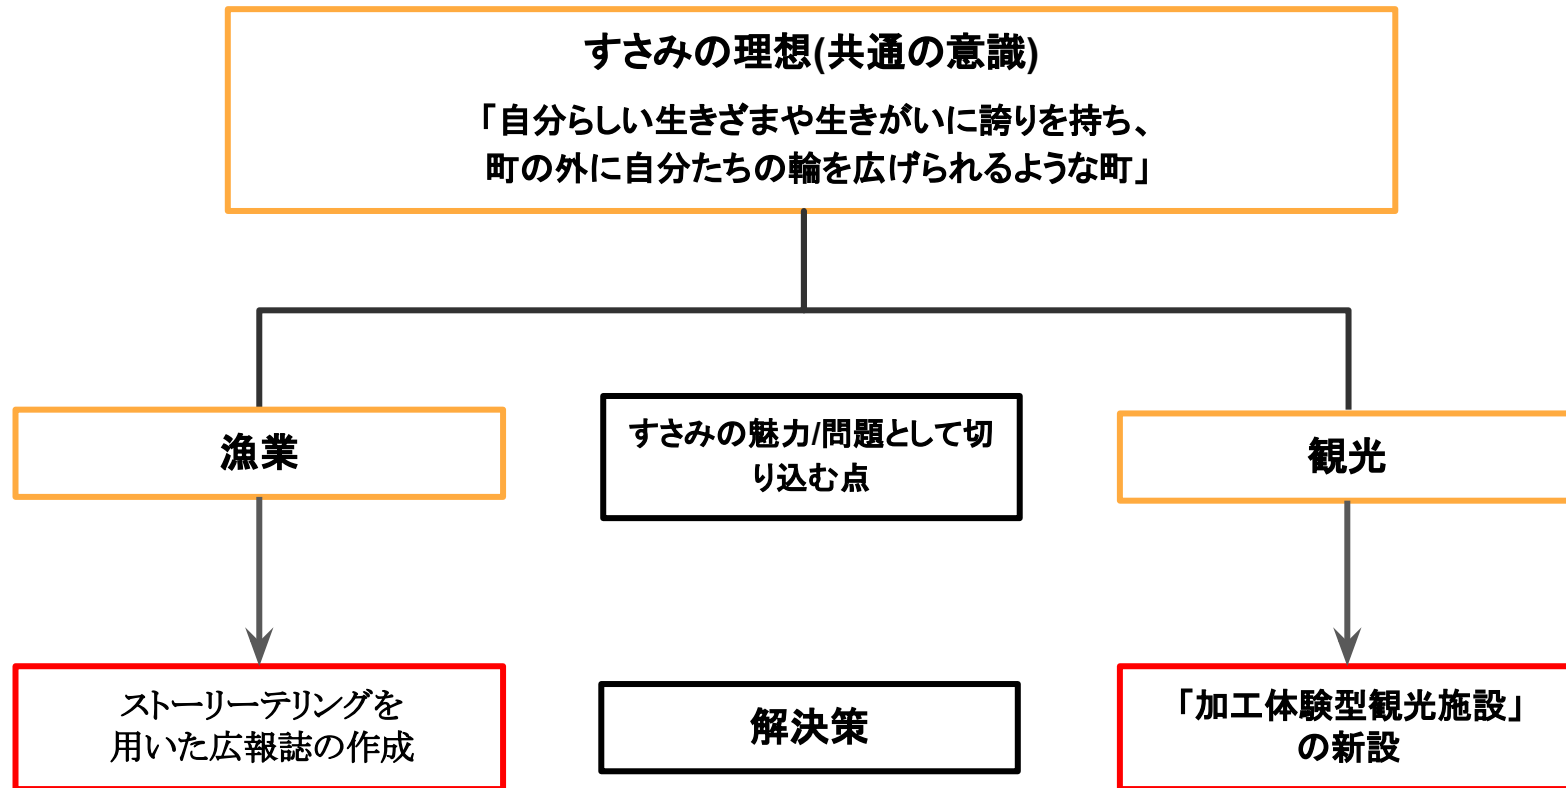 すさみの理想(共通の意識)
「自分らしい生きざまや生きがいに誇りを持ち、
町の外に自分たちの輪を広げられるような町」
漁業
すさみの魅力/問題として切
り込む点
観光
ストーリーテリングを
用いた広報誌の作成
解決策
「加工体験型観光施設」
の新設